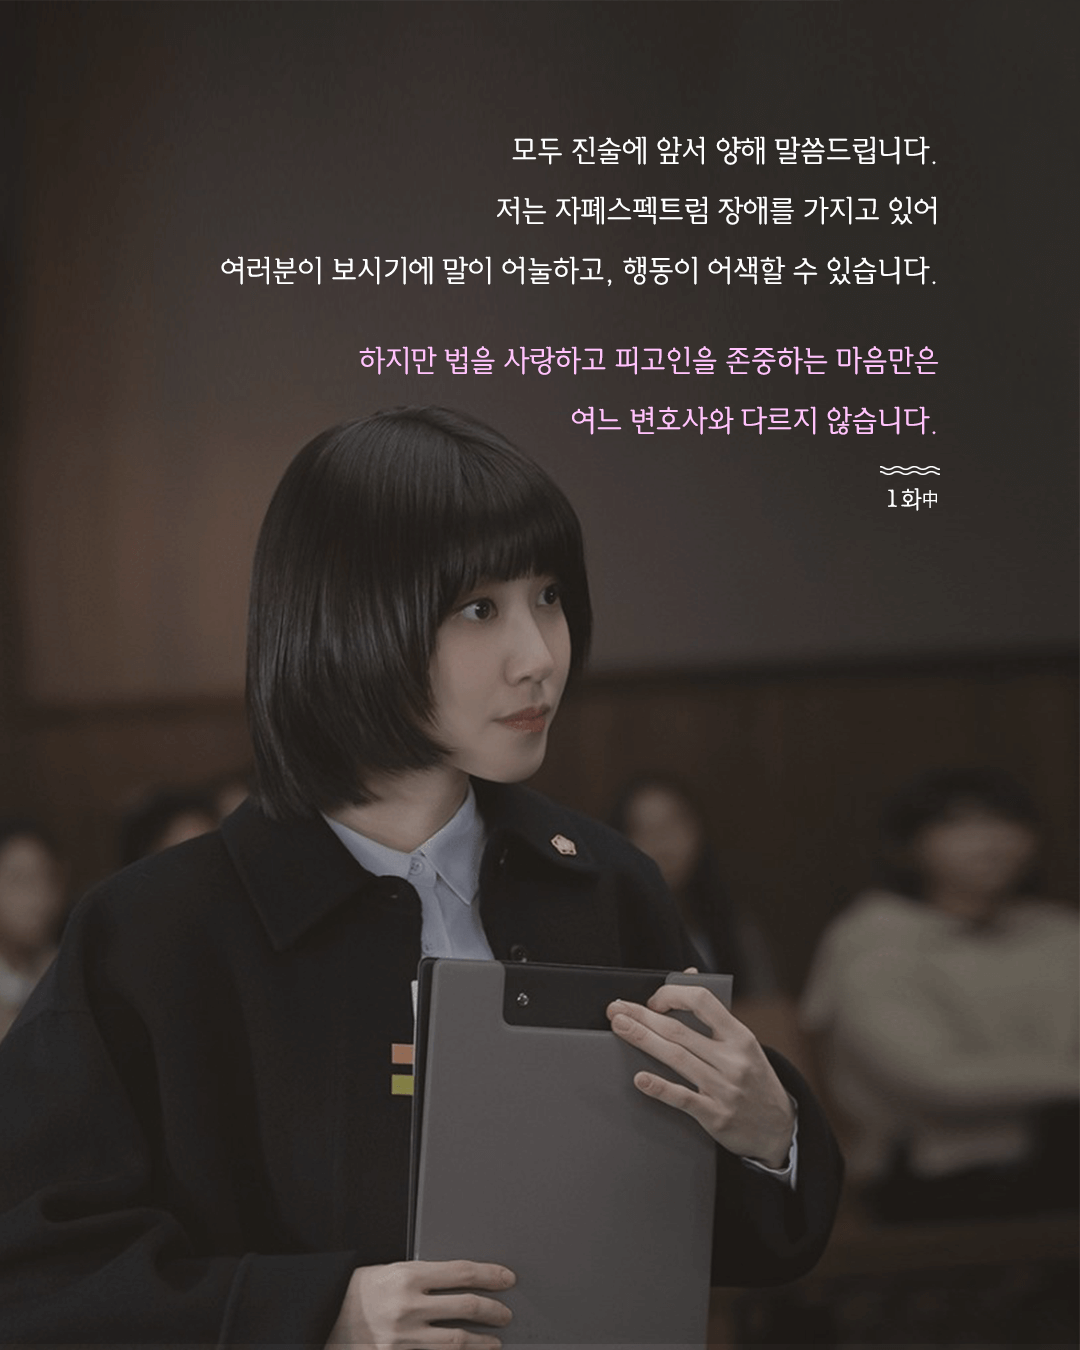 모두 진술에 앞서 양해 말씀드립니다.
저는 자폐스펙트럼 장애를 가지고 있어
여러분이 보시기에 말이 어눌하고, 행동이 어색할 수 있습니다.
하지만 법을 사랑하고 피고인을 존중하는 마음만은
여느 변호사와 다르지 않습니다.
1화中